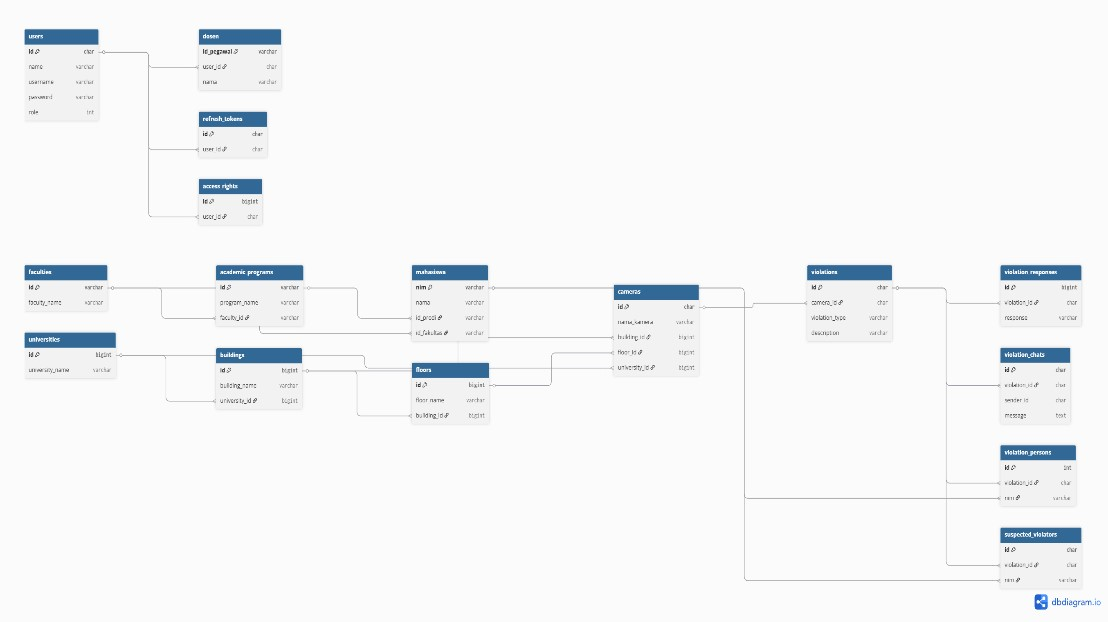 users
id char
name varchar
username varchar
password varchar
role int
dosen
id_pegawai varchar
user_id char
nama varchar
refresh_tokens
id char
user_id char
access_rights
id bigint
user_id char
faculties
id varchar
faculty_name varchar
academic_programs
id varchar
program_name varchar
faculty_id varchar
mahasiswa
nim varchar
nama varchar
id_prodi varchar
id_fakultas varchar
cameras
id char
nama_kamera varchar
building_id bigint
floor_id bigint
university_id bigint
violations
id char
camera_id char
violation_type varchar
description varchar
violation_responses
id bigint
violation_id char
response varchar
universities
id bigint
university_name varchar
buildings
id bigint
building_name varchar
university_id bigint
floors
id bigint
floor_name varchar
building_id bigint
violation_chats
id char
violation_id char
sender_id char
message text
violation_persons
id int
violation_id char
nim varchar
suspected_violators
id char
violation_id char
nim varchar
dbdiagram.io